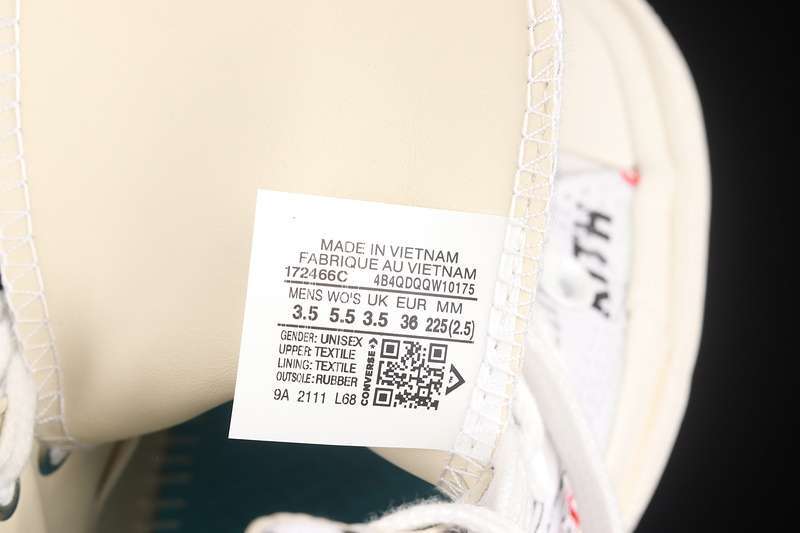 MADE IN VIETNAM
FABRIQUE AU VIETNAM
172466C 4B4QDQQW10175
MENS WO'S UK EUR MM
3.5 5.5 3.5 36 225(2.5)
GENDER: UNISEX
UPPER: TEXTILE
LINING: TEXTILE
OUTSOLE: RUBBER
9A 2111 L68
CONVERSE
KITH